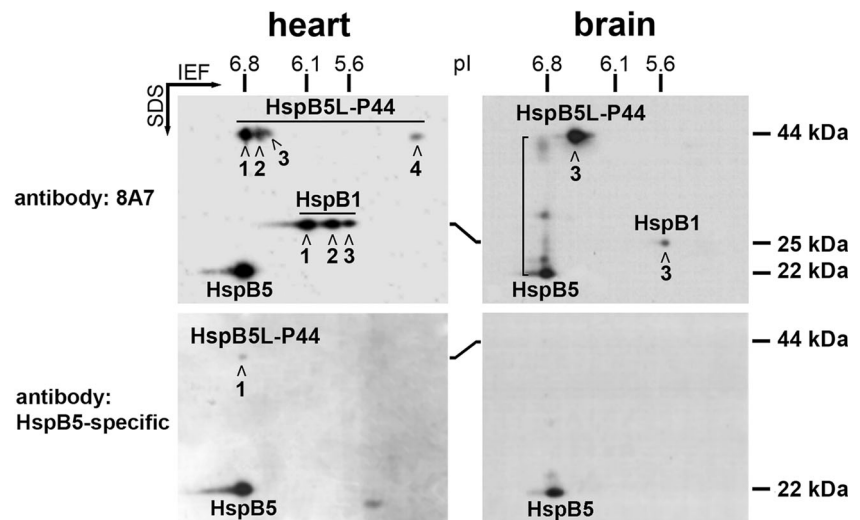 heart
brain
IEF
6.8 6.1 5.6 pI 6.8 6.1 5.6
SDS
HspB5L-P44
1 2 3 4
HspB1
1 2 3
HspB5
antibody: 8A7
HspB5L-P44
3
HspB1
3
HspB5
44 kDa
25 kDa
22 kDa
HspB5L-P44
1
HspB5
antibody:
HspB5-specific
HspB5
44 kDa
22 kDa